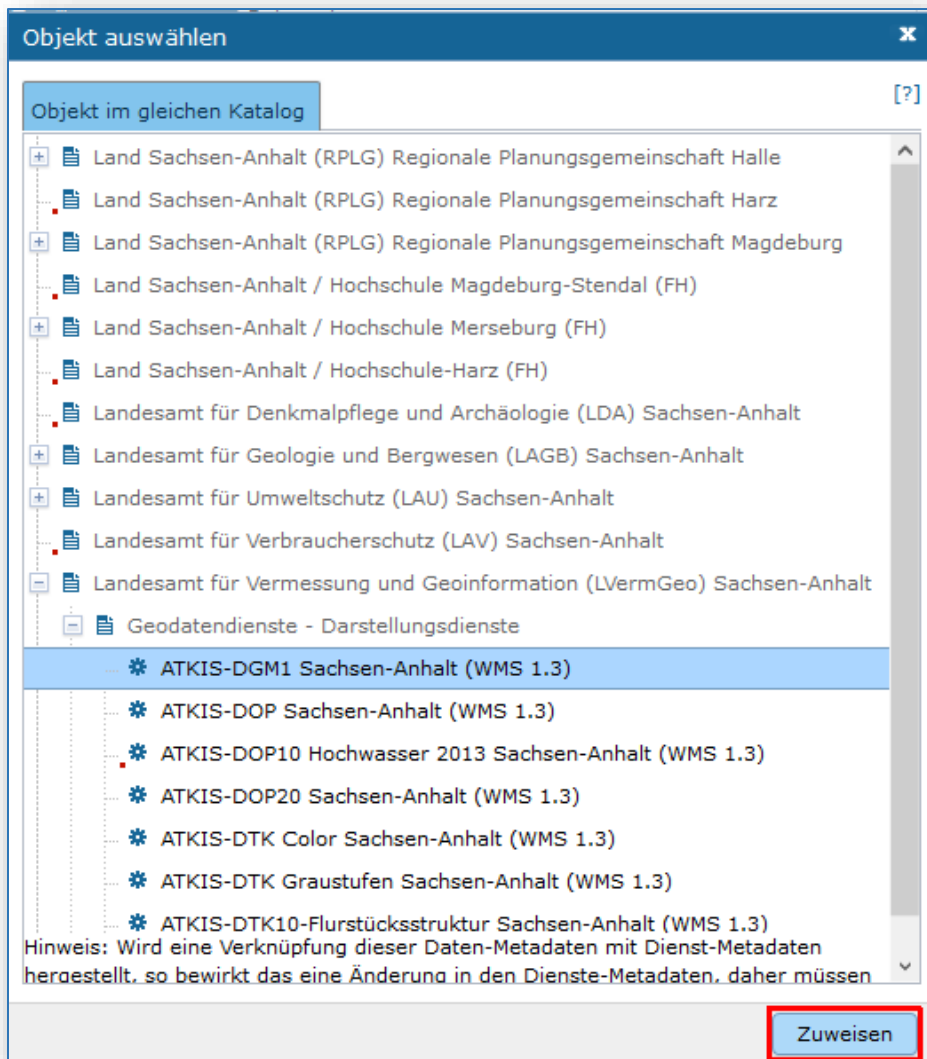 Objekt auswählen x
[?]
Objekt im gleichen Katalog
Land Sachsen-Anhalt (RPLG) Regionale Planungsgemeinschaft Halle
Land Sachsen-Anhalt (RPLG) Regionale Planungsgemeinschaft Harz
Land Sachsen-Anhalt (RPLG) Regionale Planungsgemeinschaft Magdeburg
Land Sachsen-Anhalt / Hochschule Magdeburg-Stendal (FH)
Land Sachsen-Anhalt / Hochschule Merseburg (FH)
Land Sachsen-Anhalt / Hochschule-Harz (FH)
Landesamt für Denkmalpflege und Archäologie (LDA) Sachsen-Anhalt
Landesamt für Geologie und Bergwesen (LAGB) Sachsen-Anhalt
Landesamt für Umweltschutz (LAU) Sachsen-Anhalt
Landesamt für Verbraucherschutz (LAV) Sachsen-Anhalt
Landesamt für Vermessung und Geoinformation (LVermGeo) Sachsen-Anhalt
Geodatendienste - Darstellungsdienste
ATKIS-DGM1 Sachsen-Anhalt (WMS 1.3)
ATKIS-DOP Sachsen-Anhalt (WMS 1.3)
ATKIS-DOP10 Hochwasser 2013 Sachsen-Anhalt (WMS 1.3)
ATKIS-DOP20 Sachsen-Anhalt (WMS 1.3)
ATKIS-DTK Color Sachsen-Anhalt (WMS 1.3)
ATKIS-DTK Graustufen Sachsen-Anhalt (WMS 1.3)
ATKIS-DTK10-Flurstücksstruktur Sachsen-Anhalt (WMS 1.3)
Hinweis: Wird eine Verknüpfung dieser Daten-Metadaten mit Dienst-Metadaten
hergestellt, so bewirkt das eine Änderung in den Dienste-Metadaten, daher müssen
Zuweisen